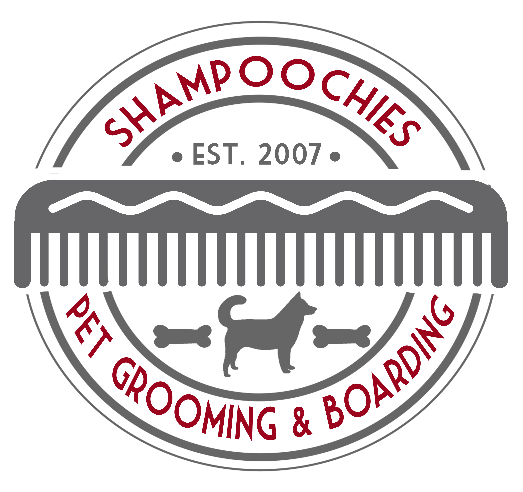 SHAMPOOCHIES
• EST. 2007 •
PET GROOMING & BOARDING